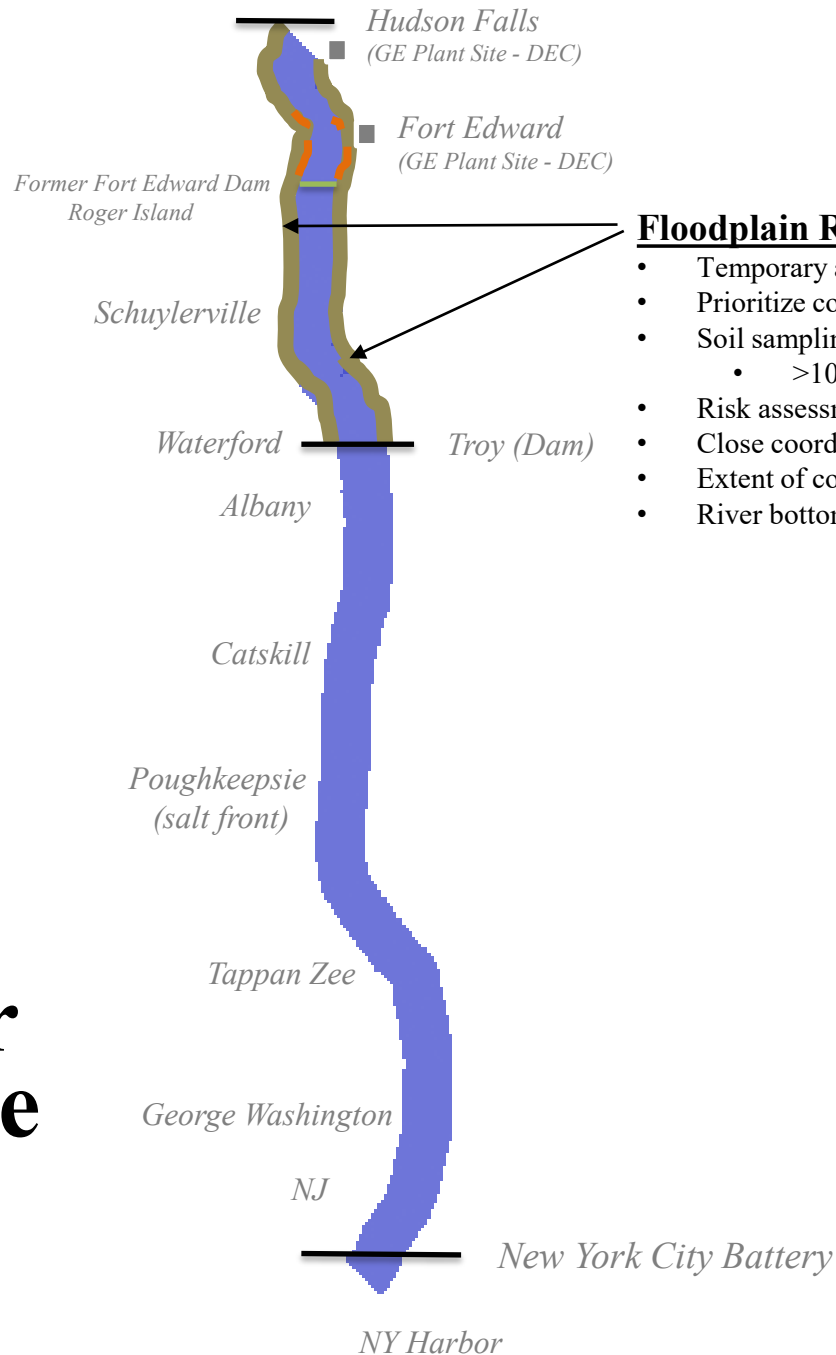 Hudson Falls
(GE Plant Site - DEC)
Fort Edward
(GE Plant Site - DEC)
Former Fort Edward Dam
Roger Island
Floodplain R
• Temporary a
• Prioritize co
• Soil samplin
• >10
• Risk assessm
• Close coord
• Extent of co
• River bottom
Schuylerville
Waterford
Troy (Dam)
Albany
Catskill
Poughkeepsie
(salt front)
Tappan Zee
r
e
George Washington
NJ
New York City Battery
NY Harbor